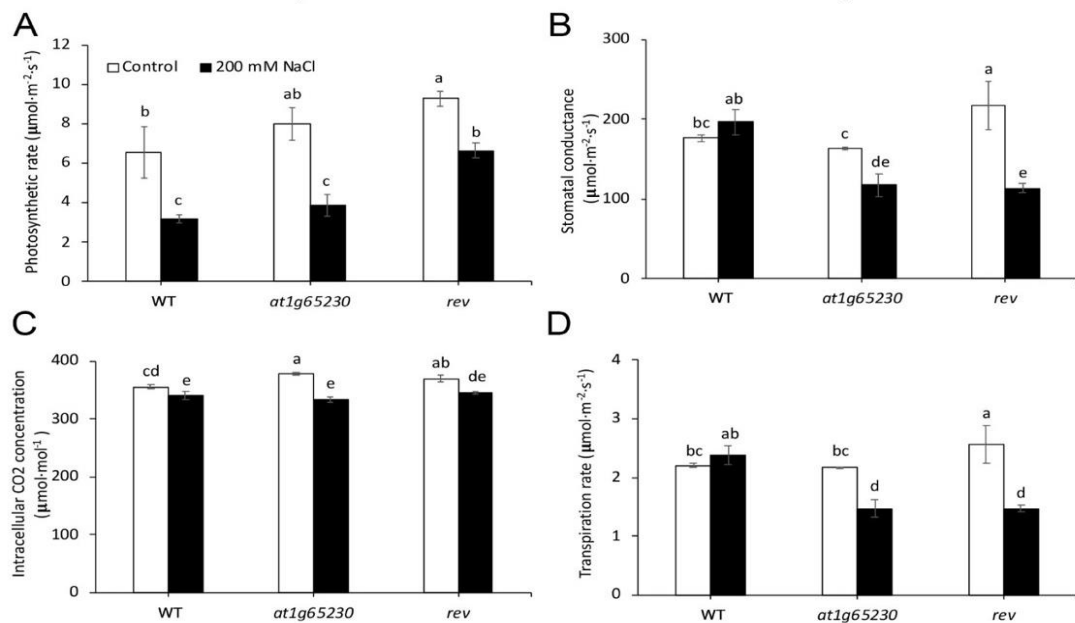 A
Photosynthetic rate (μmol·m⁻²·s⁻¹)
12
10
8
6
4
2
0
Control
200 mM NaCl
b
c
ab
c
a
b
WT
at1g65230
rev
B
Stomatal conductance
(μmol·m⁻²·s⁻¹)
300
200
100
0
bc
ab
c
de
a
e
WT
at1g65230
rev
C
Intracellular CO2 concentration
(μmol·mol⁻¹)
400
300
200
100
0
cd
e
a
e
ab
de
WT
at1g65230
rev
D
Transpiration rate (μmol·m⁻²·s⁻¹)
4
3
2
1
0
bc
ab
bc
d
a
d
WT
at1g65230
rev